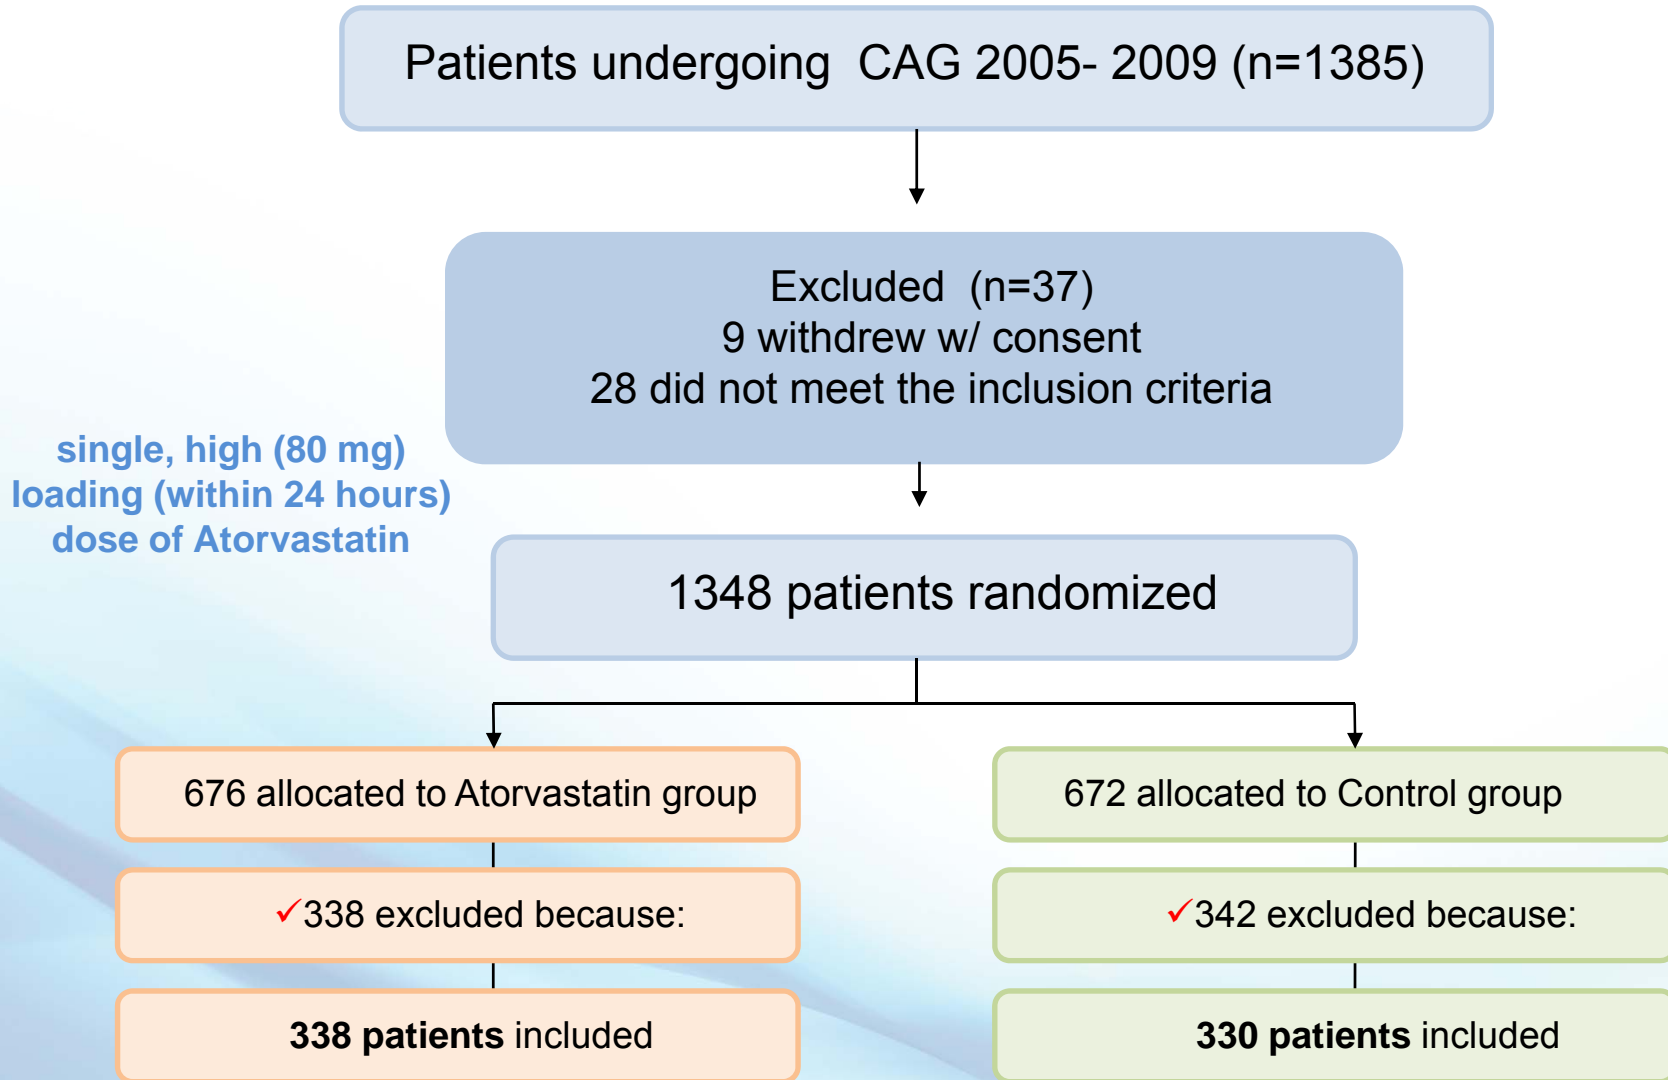 Patients undergoing CAG 2005- 2009 (n=1385)
Excluded (n=37)
9 withdrew w/ consent
28 did not meet the inclusion criteria
single, high (80 mg)
loading (within 24 hours)
dose of Atorvastatin
1348 patients randomized
676 allocated to Atorvastatin group
672 allocated to Control group
✓338 excluded because:
✓342 excluded because:
338 patients included
330 patients included